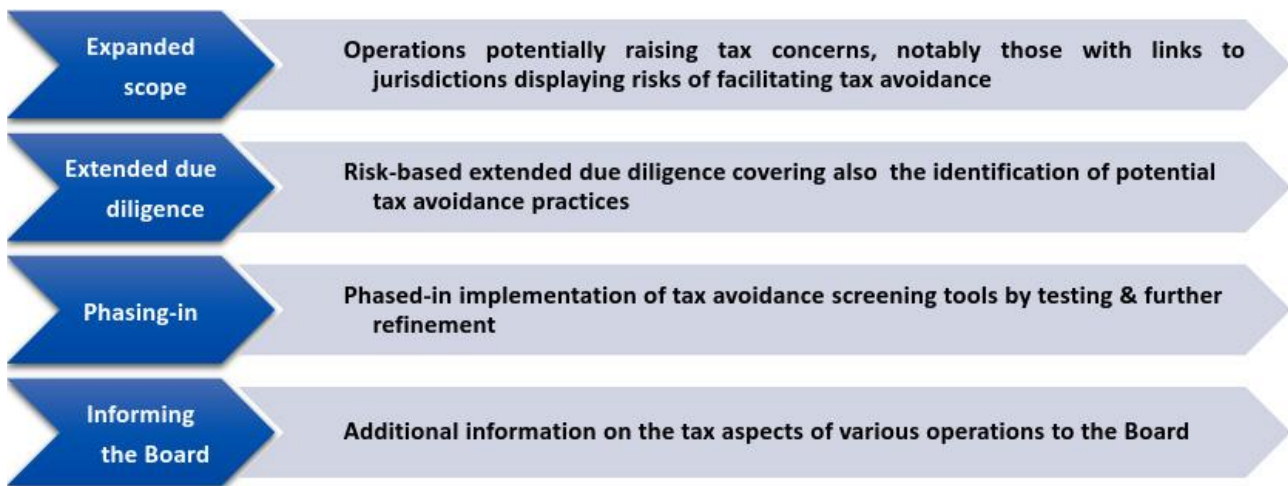 Expanded
scope
Operations potentially raising tax concerns, notably those with links to
jurisdictions displaying risks of facilitating tax avoidance
Extended due
diligence
Risk-based extended due diligence covering also the identification of potential
tax avoidance practices
Phasing-in
Phased-in implementation of tax avoidance screening tools by testing & further
refinement
Informing
the Board
Additional information on the tax aspects of various operations to the Board